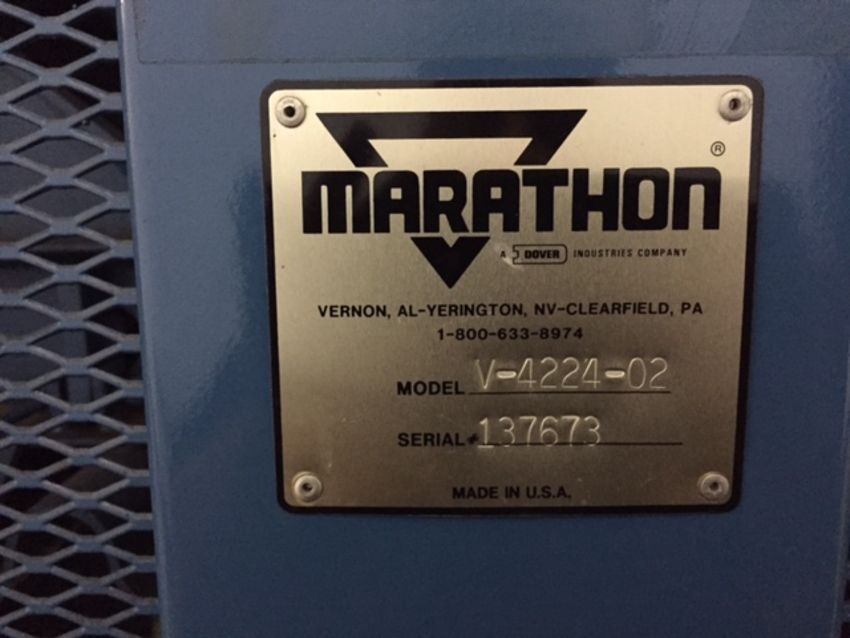 MARATHON ®
A DOVER INDUSTRIES COMPANY
VERNON, AL-YERINGTON, NV-CLEARFIELD, PA
1-800-633-8974
MODEL V-4224-02
SERIAL# 137673
MADE IN U.S.A.